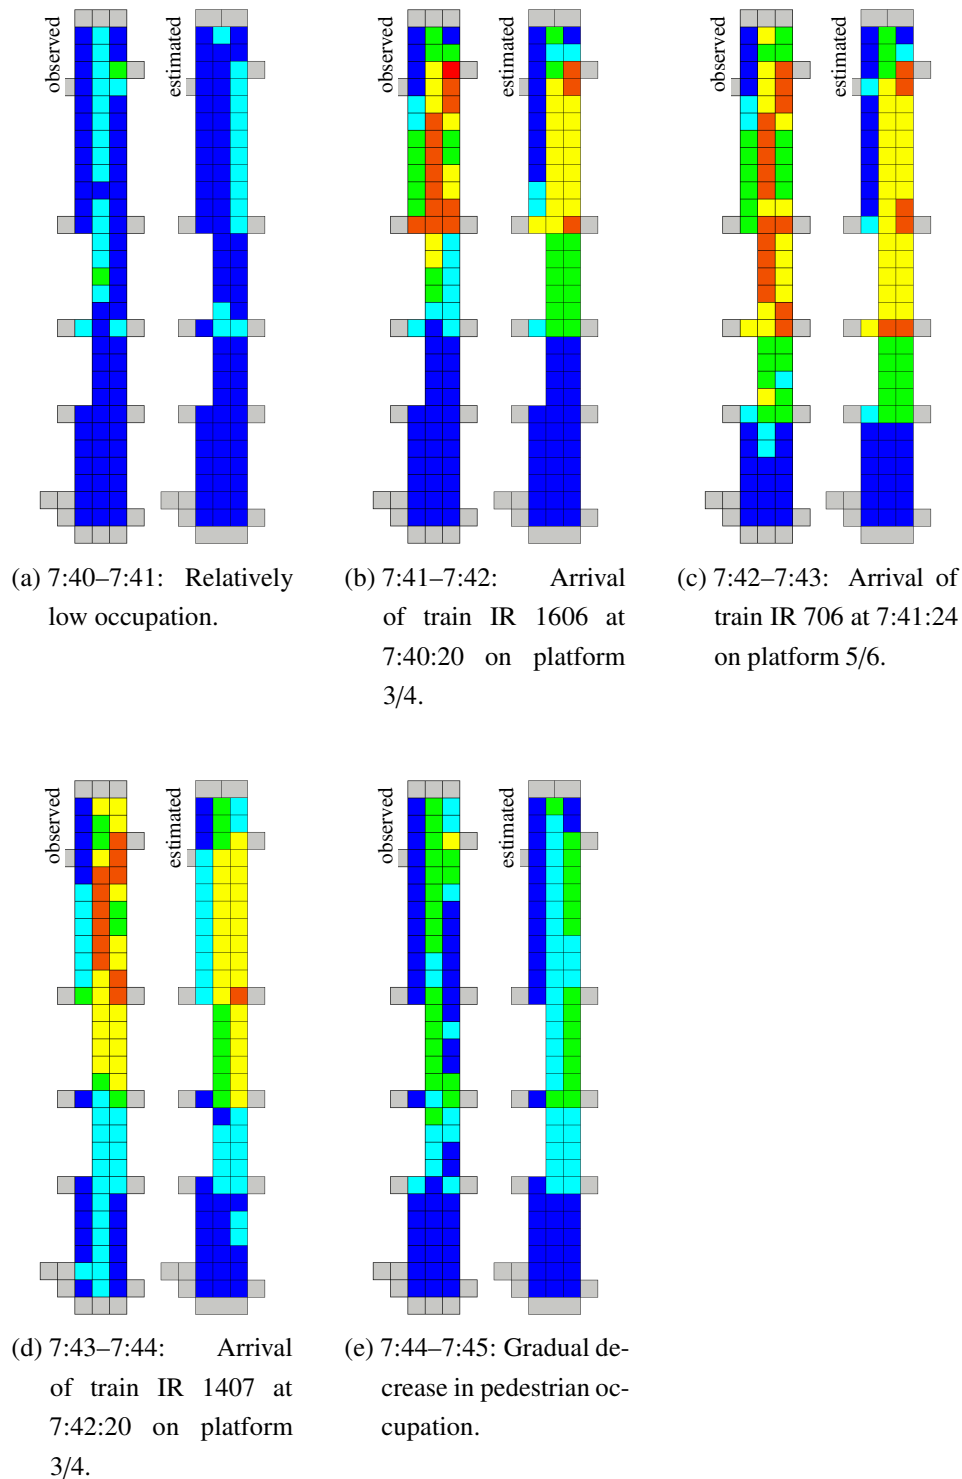 observed
estimated
observed
estimated
observed
estimated
(a) 7:40–7:41: Relatively
low occupation.
(b) 7:41–7:42: Arrival
of train IR 1606 at
7:40:20 on platform
3/4.
(c) 7:42–7:43: Arrival of
train IR 706 at 7:41:24
on platform 5/6.
observed
estimated
observed
estimated
(d) 7:43–7:44: Arrival
of train IR 1407 at
7:42:20 on platform
3/4.
(e) 7:44–7:45: Gradual de-
crease in pedestrian oc-
cupation.